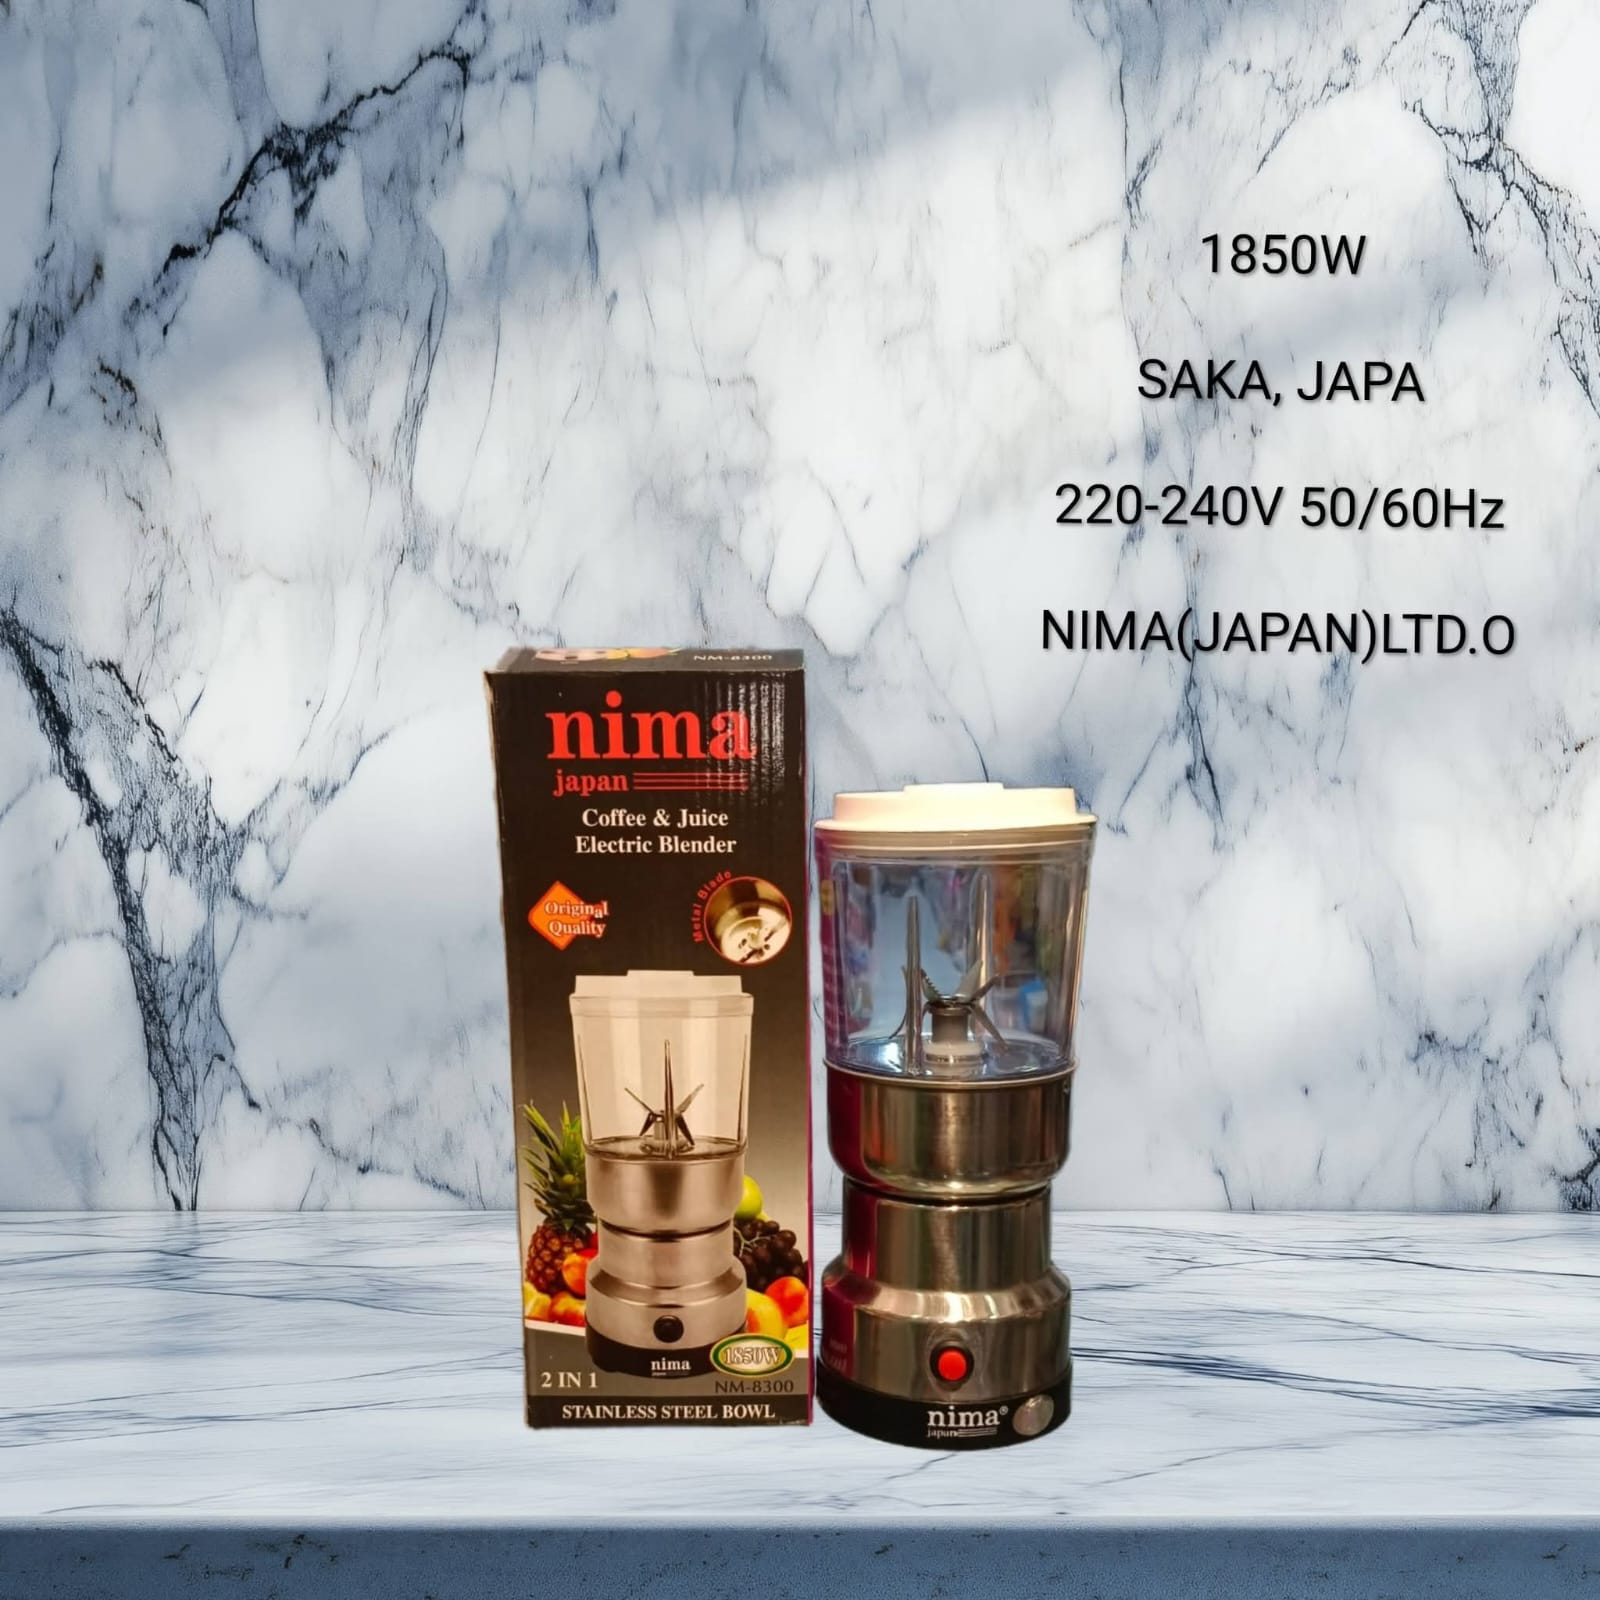 1850W
SAKA, JAPA
220-240V 50/60Hz
NIMA(JAPAN)LTD.O
NM-8300
nima
japan
Coffee & Juice
Electric Blender
Metal Blade
Original
Quality
nima
1850W
2 IN 1
NM-8300
STAINLESS STEEL BOWL
nima®
japan